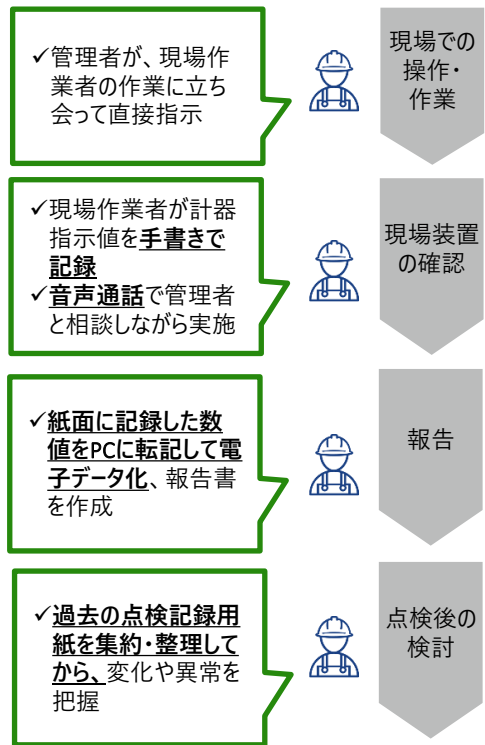 ✓管理者が、現場作
業者の作業に立ち
会って直接指示
現場での
操作・
作業
✓現場作業者が計器
指示値を手書きで
記録
✓音声通話で管理者
と相談しながら実施
現場装置
の確認
✓紙面に記録した数
値をPCに転記して電
子データ化、報告書
を作成
報告
✓過去の点検記録用
紙を集約・整理して
から、変化や異常を
把握
点検後の
検討